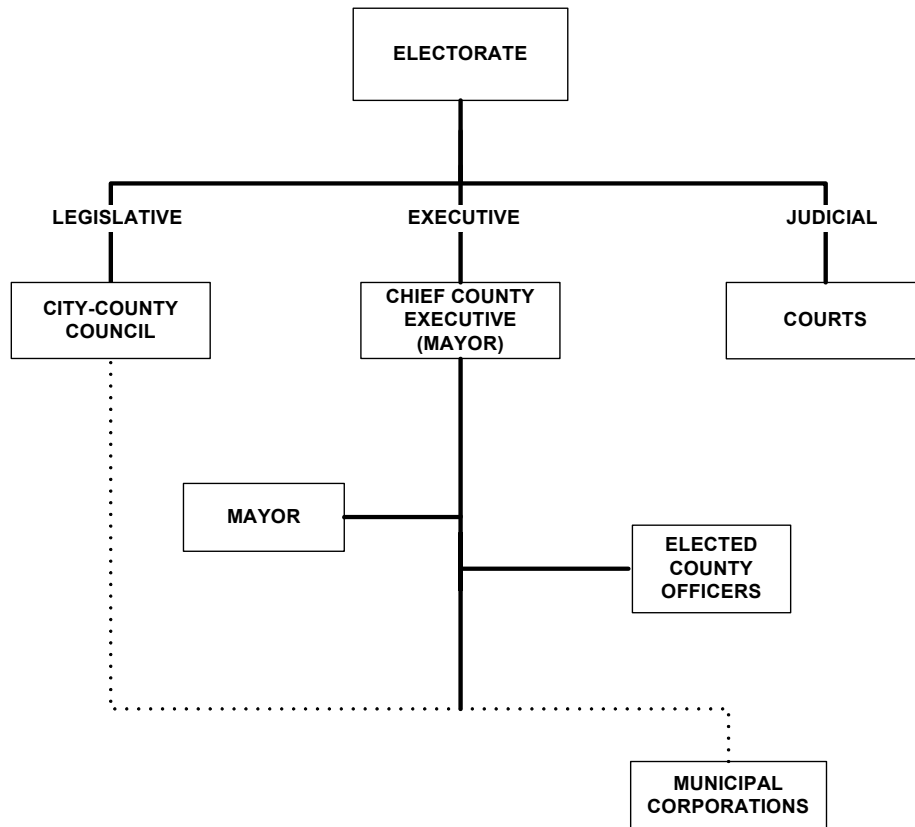 ELECTORATE
LEGISLATIVE
EXECUTIVE
JUDICIAL
CITY-COUNTY
COUNCIL
CHIEF COUNTY
EXECUTIVE
(MAYOR)
COURTS
MAYOR
ELECTED
COUNTY
OFFICERS
MUNICIPAL
CORPORATIONS